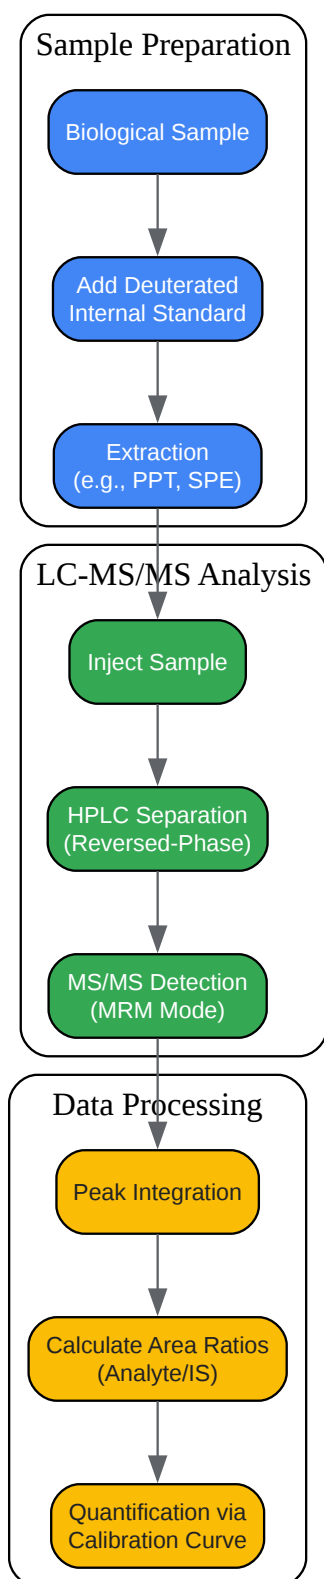 Sample Preparation
Biological Sample
Add Deuterated
Internal Standard
Extraction
(e.g., PPT, SPE)
LC-MS/MS Analysis
Inject Sample
HPLC Separation
(Reversed-Phase)
MS/MS Detection
(MRM Mode)
Data Processing
Peak Integration
Calculate Area Ratios
(Analyte/IS)
Quantification via
Calibration Curve